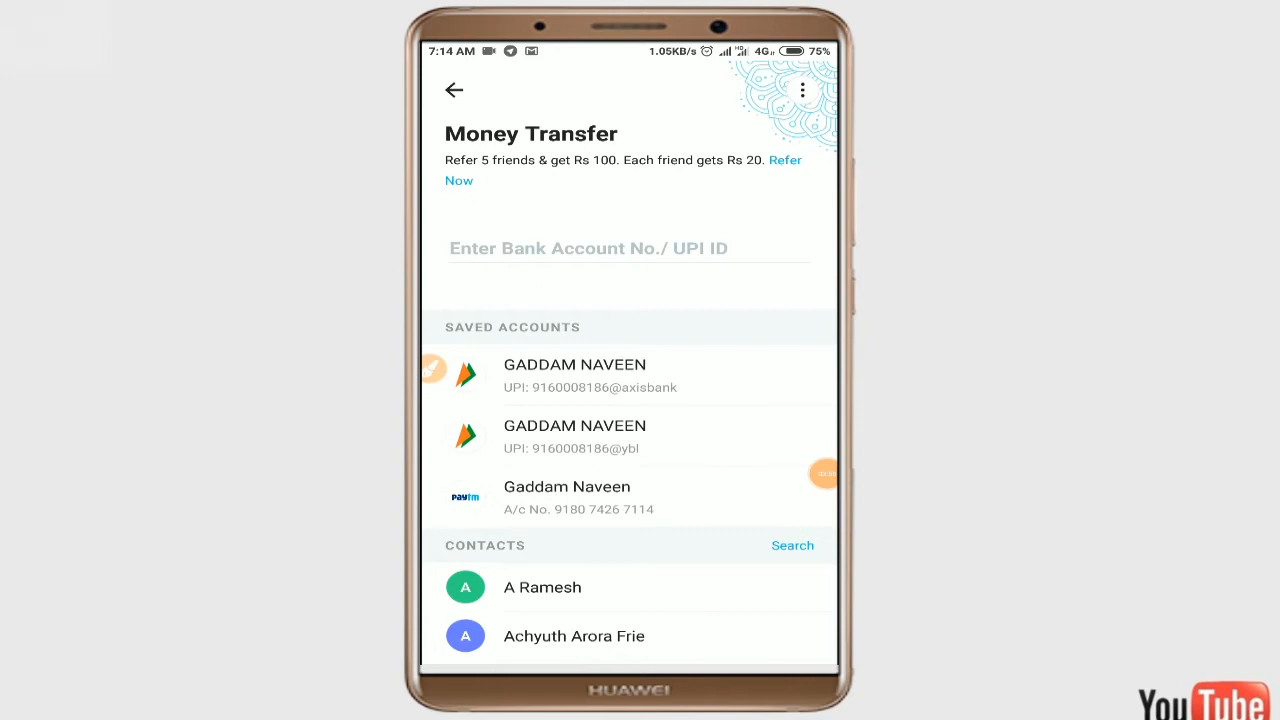 7:14 AM 1.05KB/s HD 4G 75%
Money Transfer
Refer 5 friends & get Rs 100. Each friend gets Rs 20. Refer
Now
Enter Bank Account No./ UPI ID
SAVED ACCOUNTS
GADDAM NAVEEN
UPI: 9160008186@axisbank
GADDAM NAVEEN
UPI: 9160008186@ybl
paytm
Gaddam Naveen
A/c No. 9180 7426 7114
CONTACTS Search
A A Ramesh
A Achyuth Arora Frie
HUAWEI
YouTube